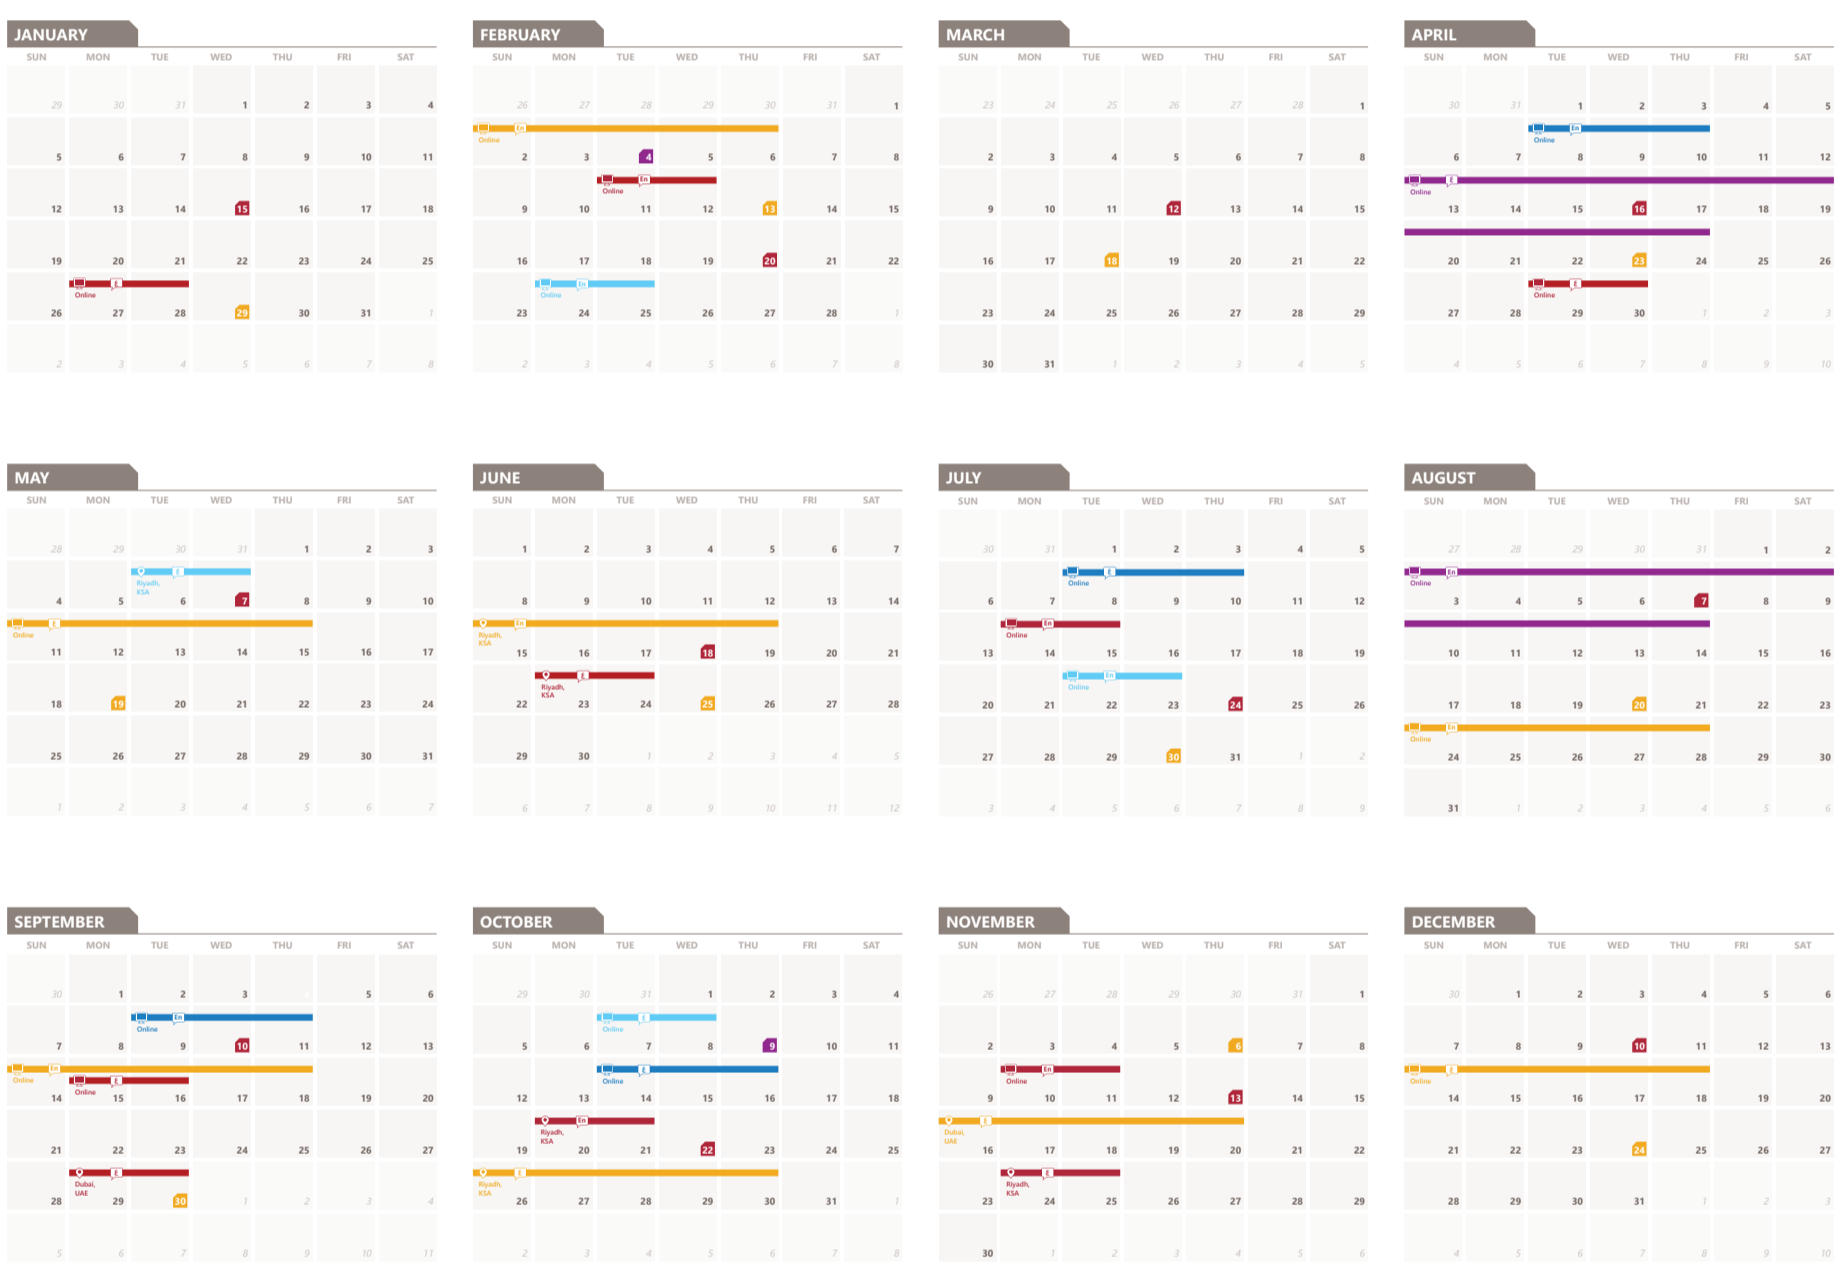 JANUARY
SUN MON TUE WED THU FRI SAT
29 30 31 1 2 3 4
5 6 7 8 9 10 11
12 13 14 15 16 17 18
19 20 21 22 23 24 25
Online
26 27 28 29 30 31 1
2 3 4 5 6 7 8
FEBRUARY
SUN MON TUE WED THU FRI SAT
26 27 28 29 30 31 1
En
Online
2 3 4 5 6 7 8
En
Online
9 10 11 12 13 14 15
16 17 18 19 20 21 22
En
Online
23 24 25 26 27 28 1
2 3 4 5 6 7 8
MARCH
SUN MON TUE WED THU FRI SAT
23 24 25 26 27 28 1
2 3 4 5 6 7 8
9 10 11 12 13 14 15
16 17 18 19 20 21 22
23 24 25 26 27 28 29
30 31 1 2 3 4 5
APRIL
SUN MON TUE WED THU FRI SAT
30 31 1 2 3 4 5
En
Online
6 7 8 9 10 11 12
Online
13 14 15 16 17 18 19
20 21 22 23 24 25 26
Online
27 28 29 30 1 2 3
4 5 6 7 8 9 10
MAY
SUN MON TUE WED THU FRI SAT
28 29 30 31 1 2 3
Riyadh,
KSA
4 5 6 7 8 9 10
Online
11 12 13 14 15 16 17
18 19 20 21 22 23 24
25 26 27 28 29 30 31
1 2 3 4 5 6 7
JUNE
SUN MON TUE WED THU FRI SAT
1 2 3 4 5 6 7
8 9 10 11 12 13 14
En
Riyadh,
KSA
15 16 17 18 19 20 21
Riyadh,
KSA
22 23 24 25 26 27 28
29 30 1 2 3 4 5
6 7 8 9 10 11 12
JULY
SUN MON TUE WED THU FRI SAT
30 31 1 2 3 4 5
Online
6 7 8 9 10 11 12
En
Online
13 14 15 16 17 18 19
En
Online
20 21 22 23 24 25 26
27 28 29 30 31 1 2
3 4 5 6 7 8 9
AUGUST
SUN MON TUE WED THU FRI SAT
27 28 29 30 31 1 2
En
Online
3 4 5 6 7 8 9
10 11 12 13 14 15 16
17 18 19 20 21 22 23
En
Online
24 25 26 27 28 29 30
31 1 2 3 4 5 6
SEPTEMBER
SUN MON TUE WED THU FRI SAT
30 1 2 3 5 6
En
Online
7 8 9 10 11 12 13
En
Online
Online
14 15 16 17 18 19 20
21 22 23 24 25 26 27
Dubai,
UAE
28 29 30 1 2 3 4
5 6 7 8 9 10 11
OCTOBER
SUN MON TUE WED THU FRI SAT
29 30 31 1 2 3 4
Online
5 6 7 8 9 10 11
Online
12 13 14 15 16 17 18
En
Riyadh,
KSA
19 20 21 22 23 24 25
Riyadh,
KSA
26 27 28 29 30 31 1
2 3 4 5 6 7 8
NOVEMBER
SUN MON TUE WED THU FRI SAT
26 27 28 29 30 31 1
2 3 4 5 6 7 8
En
Online
9 10 11 12 13 14 15
Dubai,
UAE
16 17 18 19 20 21 22
Riyadh,
KSA
23 24 25 26 27 28 29
30 1 2 3 4 5 6
DECEMBER
SUN MON TUE WED THU FRI SAT
30 1 2 3 4 5 6
7 8 9 10 11 12 13
Online
14 15 16 17 18 19 20
21 22 23 24 25 26 27
28 29 30 31 1 2 3
4 5 6 7 8 9 10